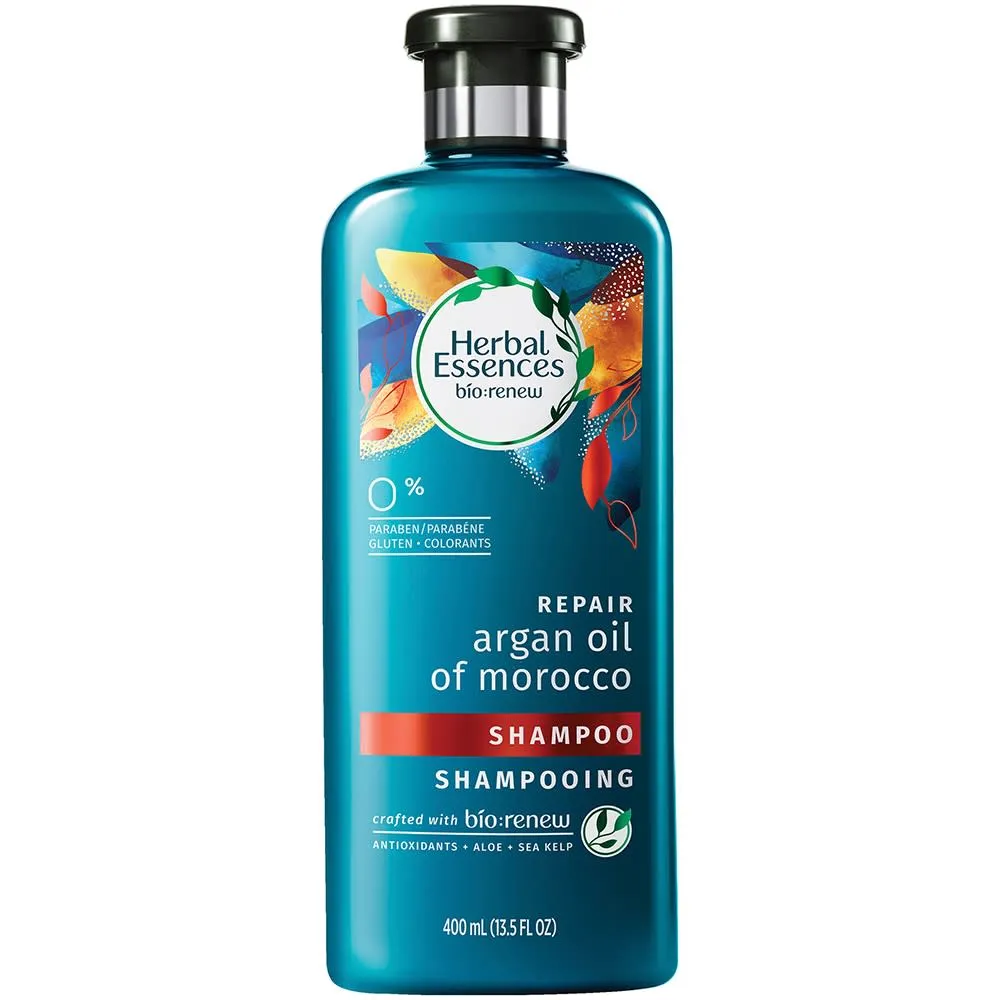 Herbal
Essences
bío:renew
0%
PARABEN/PARABÉNE
GLUTEN • COLORANTS
REPAIR
argan oil
of morocco
SHAMPOO
SHAMPOOING
crafted with bío:renew
ANTIOXIDANTS + ALOE + SEA KELP
400 mL (13.5 FL OZ)